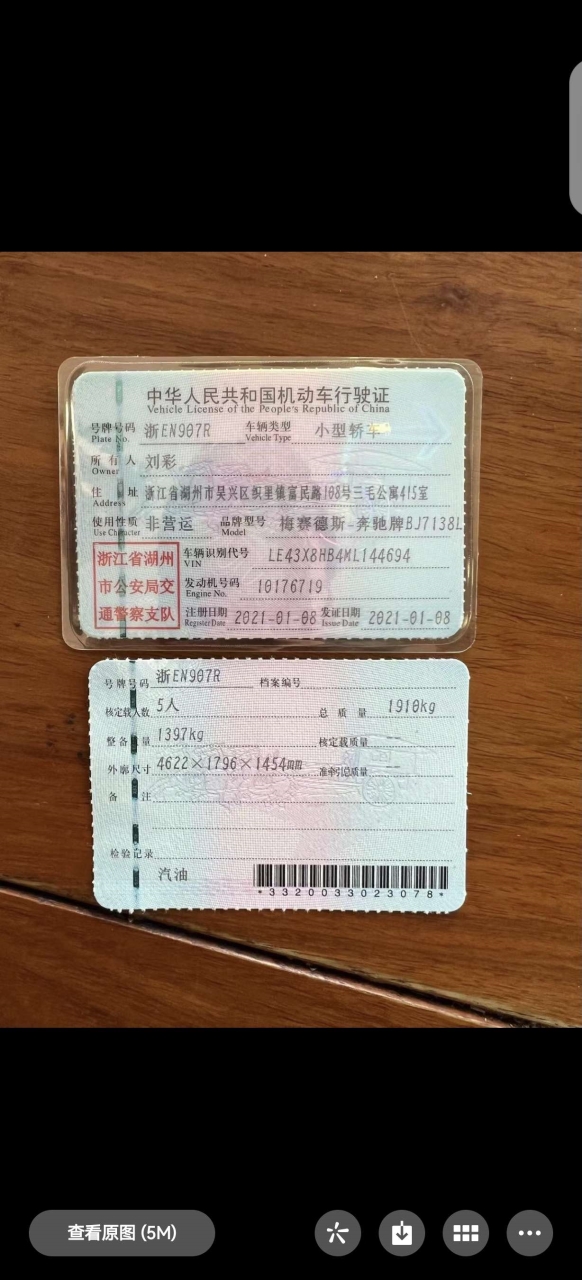 中华人民共和国机动车行驶证
Vehicle License of the People's Republic of China
号牌号码 Plate No. 浙EN907R 车辆类型 Vehicle Type 小型轿车
所有人 Owner 刘彩
住址 Address 浙江省湖州市吴兴区织里镇富民路108号三毛公寓415室
使用性质 Use Character 非营运 品牌型号 Model 梅赛德斯-奔驰牌BJ7138L
浙江省湖州 车辆识别代号 VIN LE43X8HB4ML144694
市公安局交 发动机号码 Engine No. 10176719
通警察支队 注册日期 Register Date 2021-01-08 发证日期 Issue Date 2021-01-08
号牌号码 浙EN907R 档案编号
核定载人数 5人 总质量 1910kg
整备质量 1397kg 核定载质量 --
外廓尺寸 4622×1796×1454mm 准牵引总质量 --
备注
检验记录
汽油
*3320033023078*
查看原图 (5M)